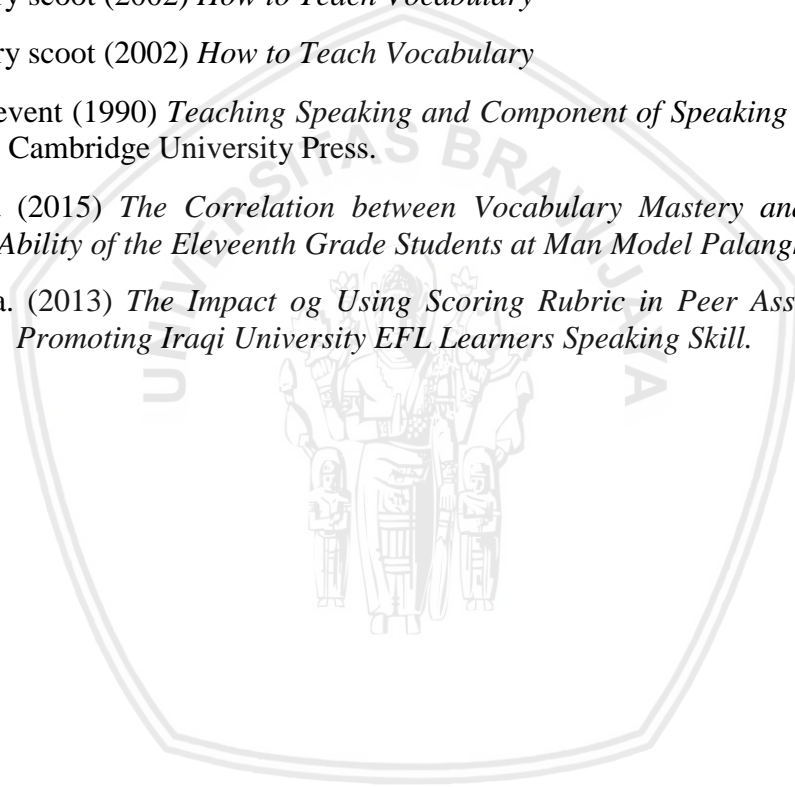 ry scoot (2002) How to Teach Vocabulary
ry scoot (2002) How to Teach Vocabulary
event (1990) Teaching Speaking and Component of Speaking
Cambridge University Press.
(2015) The Correlation between Vocabulary Mastery and
Ability of the Eleveenth Grade Students at Man Model Palang
a. (2013) The Impact og Using Scoring Rubric in Peer Ass
Promoting Iraqi University EFL Learners Speaking Skill.
UNIVERSITAS BRAWIJAYA